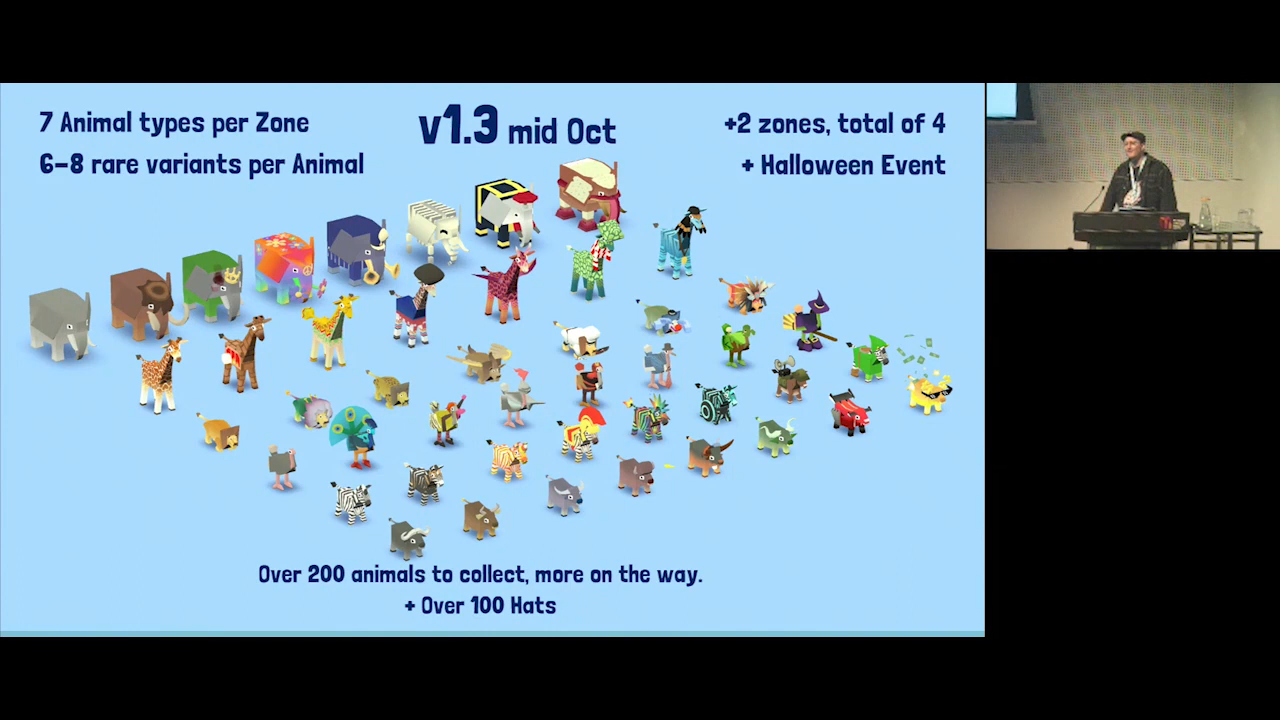 7 Animal types per Zone
6-8 rare variants per Animal
v1.3 mid Oct
+2 zones, total of 4
+ Halloween Event
Over 200 animals to collect, more on the way.
+ Over 100 Hats